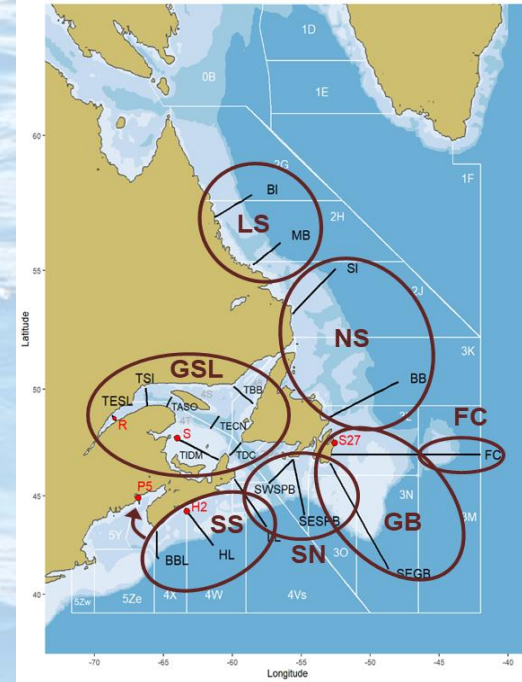 1D
0B
1E
60
2G
1F
BI
2H
LS
MB
55
SI
2J
NS
3K
GSL
TSI
50
4S
TBB
BB
TESL
TASO
FC
R
TECN
4T
S
S27
TIDM
TDC
FC
P5
SWSPB
3N
3M
45
H2
SS
SESPB
GB
5Y
HL
SN
3O
BBL
SEGB
40
5Zw
5Ze
4X
4W
4Vs
-70
-65
-60
-55
-50
-45
-40
Latitude
Longitude